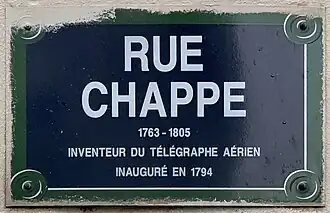 RUE
CHAPPE
1763-1805
INVENTEUR DU TÉLÉGRAPHE AÉRIEN
INAUGURÉ EN 1794